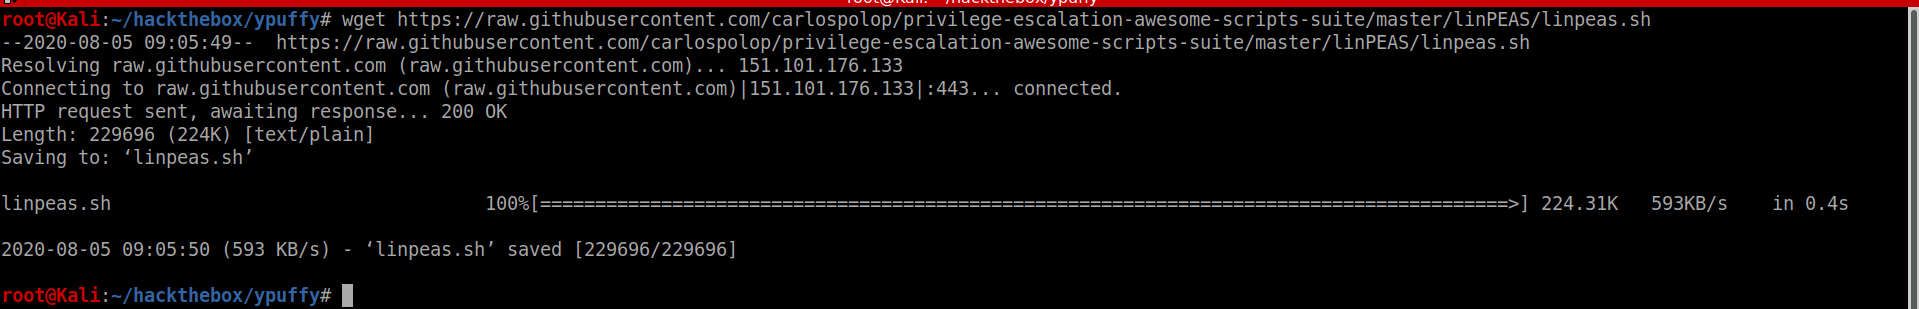 root@Kali: ~/hackthebox/ypuffy
root@Kali:~/hackthebox/ypuffy# wget https://raw.githubusercontent.com/carlospolop/privilege-escalation-awesome-scripts-suite/master/linPEAS/linpeas.sh
--2020-08-05 09:05:49--  https://raw.githubusercontent.com/carlospolop/privilege-escalation-awesome-scripts-suite/master/linPEAS/linpeas.sh
Resolving raw.githubusercontent.com (raw.githubusercontent.com)... 151.101.176.133
Connecting to raw.githubusercontent.com (raw.githubusercontent.com)|151.101.176.133|:443... connected.
HTTP request sent, awaiting response... 200 OK
Length: 229696 (224K) [text/plain]
Saving to: ‘linpeas.sh’
linpeas.sh 100%[========================================================================================>] 224.31K 593KB/s in 0.4s
2020-08-05 09:05:50 (593 KB/s) - ‘linpeas.sh’ saved [229696/229696]
root@Kali:~/hackthebox/ypuffy#